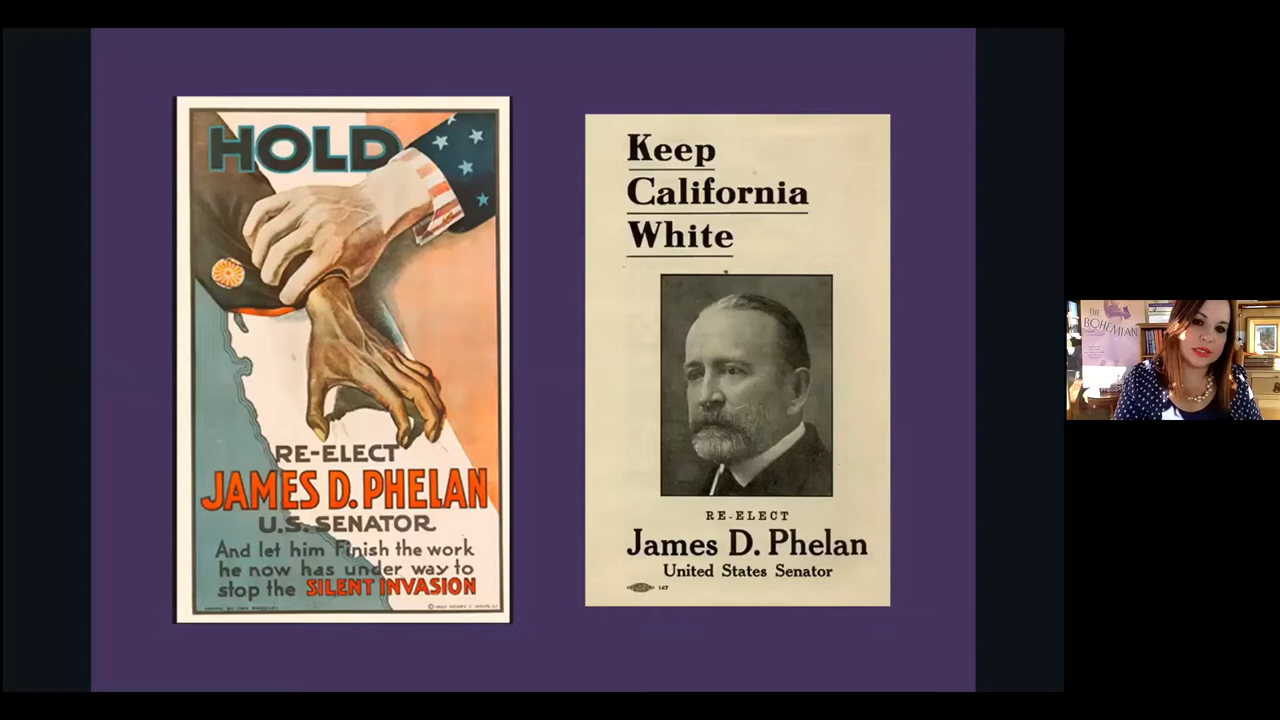 HOLD
RE-ELECT
JAMES D. PHELAN
U.S. SENATOR
And let him Finish the work
he now has under way to
stop the SILENT INVASION
Keep
California
White
RE-ELECT
James D. Phelan
United States Senator
147
THE
BOHEMIAN